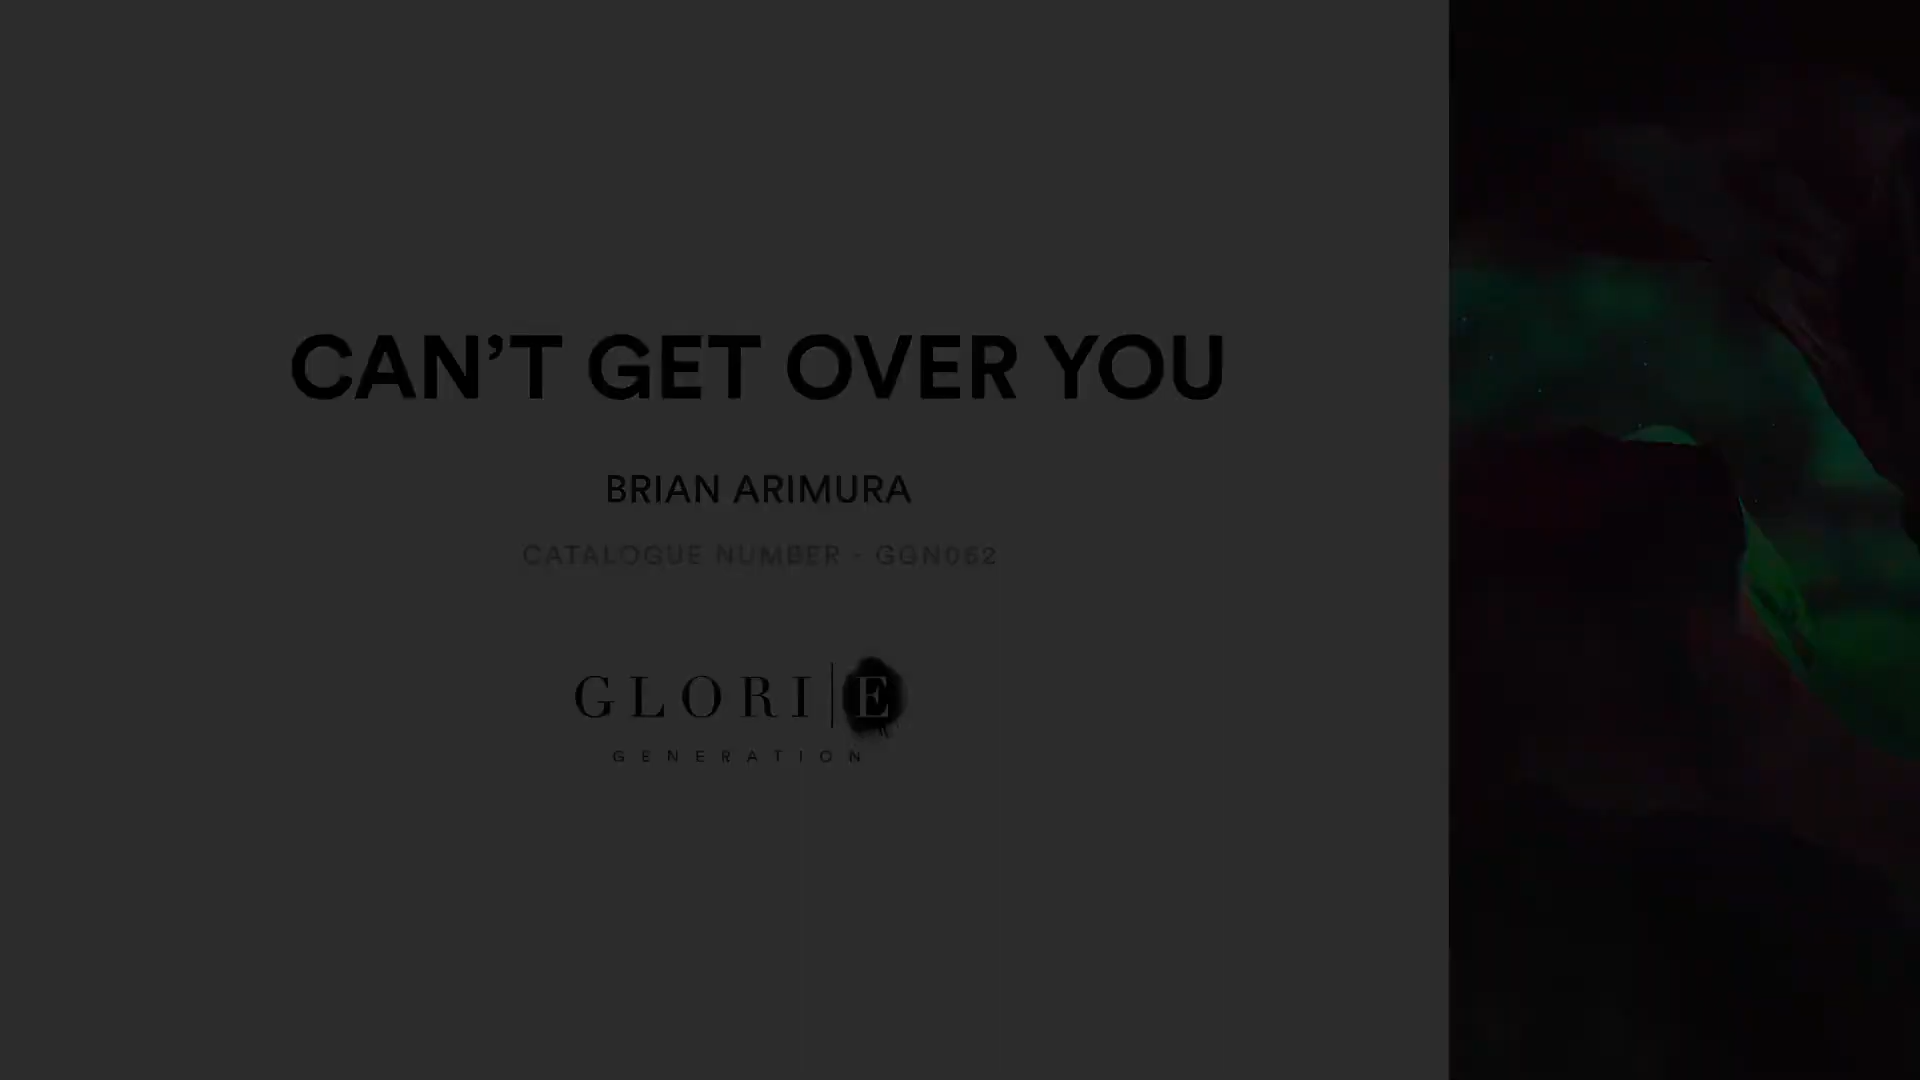 CAN’T GET OVER YOU
BRIAN ARIMURA
CATALOGUE NUMBER - GGN062
GLORI|E
GENERATION